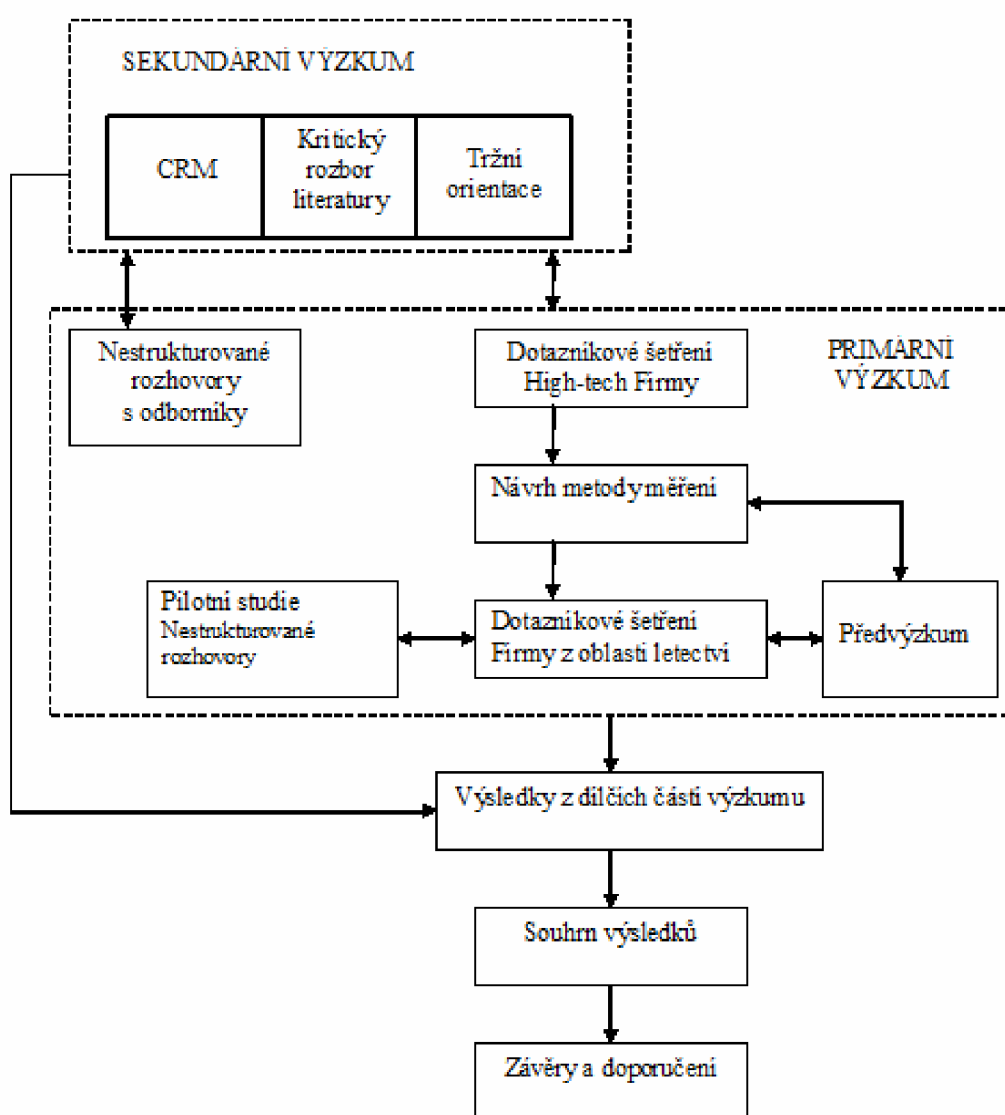 SEKUNDÁRNÍ VÝZKUM
CRM
Kritický
rozbor
literatury
Tržní
orientace
Nestrukturované
rozhovory
s odborníky
Dotazníkové šetření
High-tech Firmy
PRIMÁRNÍ
VÝZKUM
Návrh metody měření
Pilotní studie
Nestrukturované
rozhovory
Dotazníkové šetření
Firmy z oblasti letectví
Předvýzkum
Výsledky z dílčích částí výzkumu
Souhrn výsledků
Závěry a doporučení